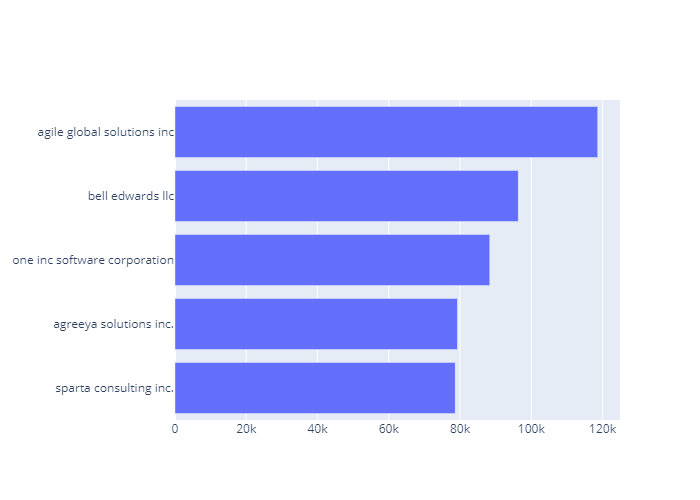 agile global solutions inc
bell edwards llc
one inc software corporation
agreeya solutions inc.
sparta consulting inc.
0 20k 40k 60k 80k 100k 120k